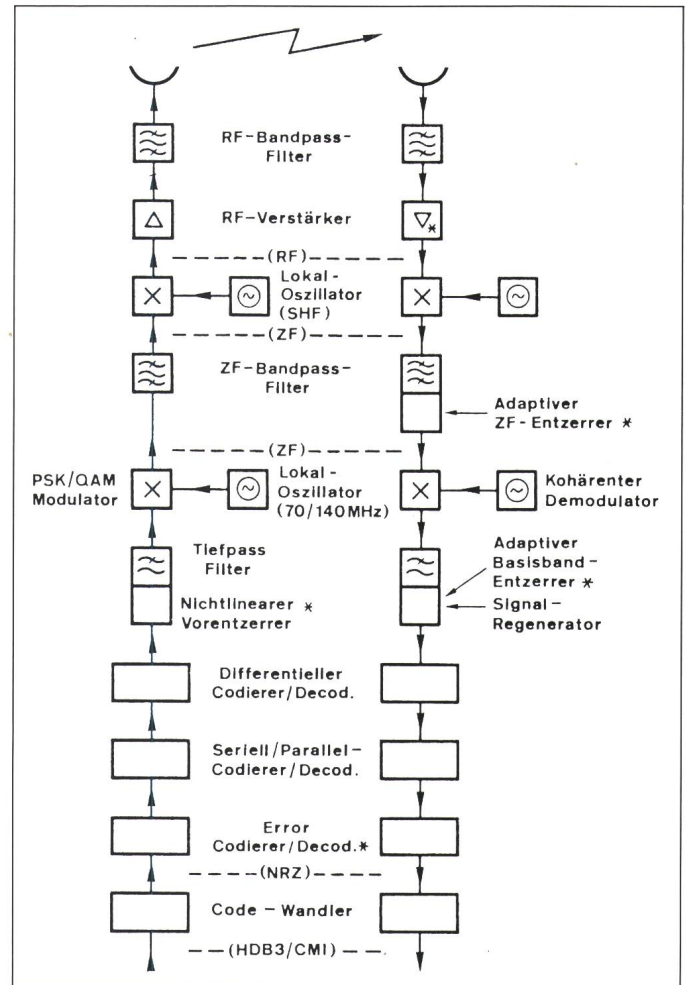 RF-Bandpass-
Filter
RF-Verstärker
*
(RF)
Lokal-
Oszillator
(SHF)
(ZF)
ZF-Bandpass-
Filter
Adaptiver
ZF-Entzerrer *
(ZF)
PSK/QAM
Modulator
Lokal-
Oszillator
(70/140MHz)
Kohärenter
Demodulator
Tiefpass
Filter
Nichtlinearer *
Vorentzerrer
Adaptiver
Basisband-
Entzerrer *
Signal-
Regenerator
Differentieller
Codierer/Decod.
Seriell/Parallel-
Codierer/Decod.
Error
Codierer/Decod.*
(NRZ)
Code-Wandler
(HDB3/CMI)